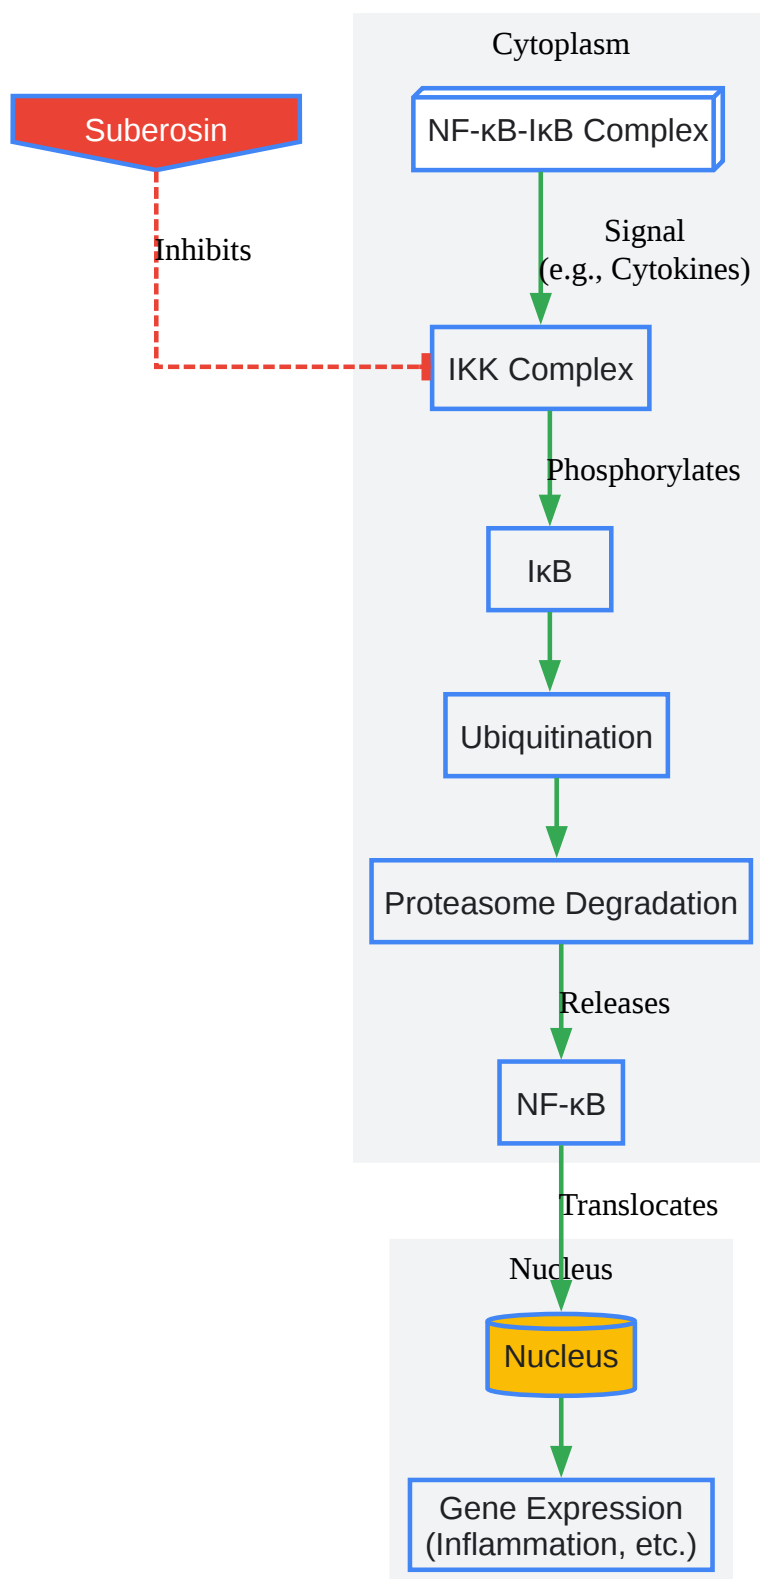 Cytoplasm
Suberosin
NF-κB-IκB Complex
Inhibits
Signal
(e.g., Cytokines)
IKK Complex
Phosphorylates
IκB
Ubiquitination
Proteasome Degradation
Releases
NF-κB
Translocates
Nucleus
Nucleus
Gene Expression
(Inflammation, etc.)